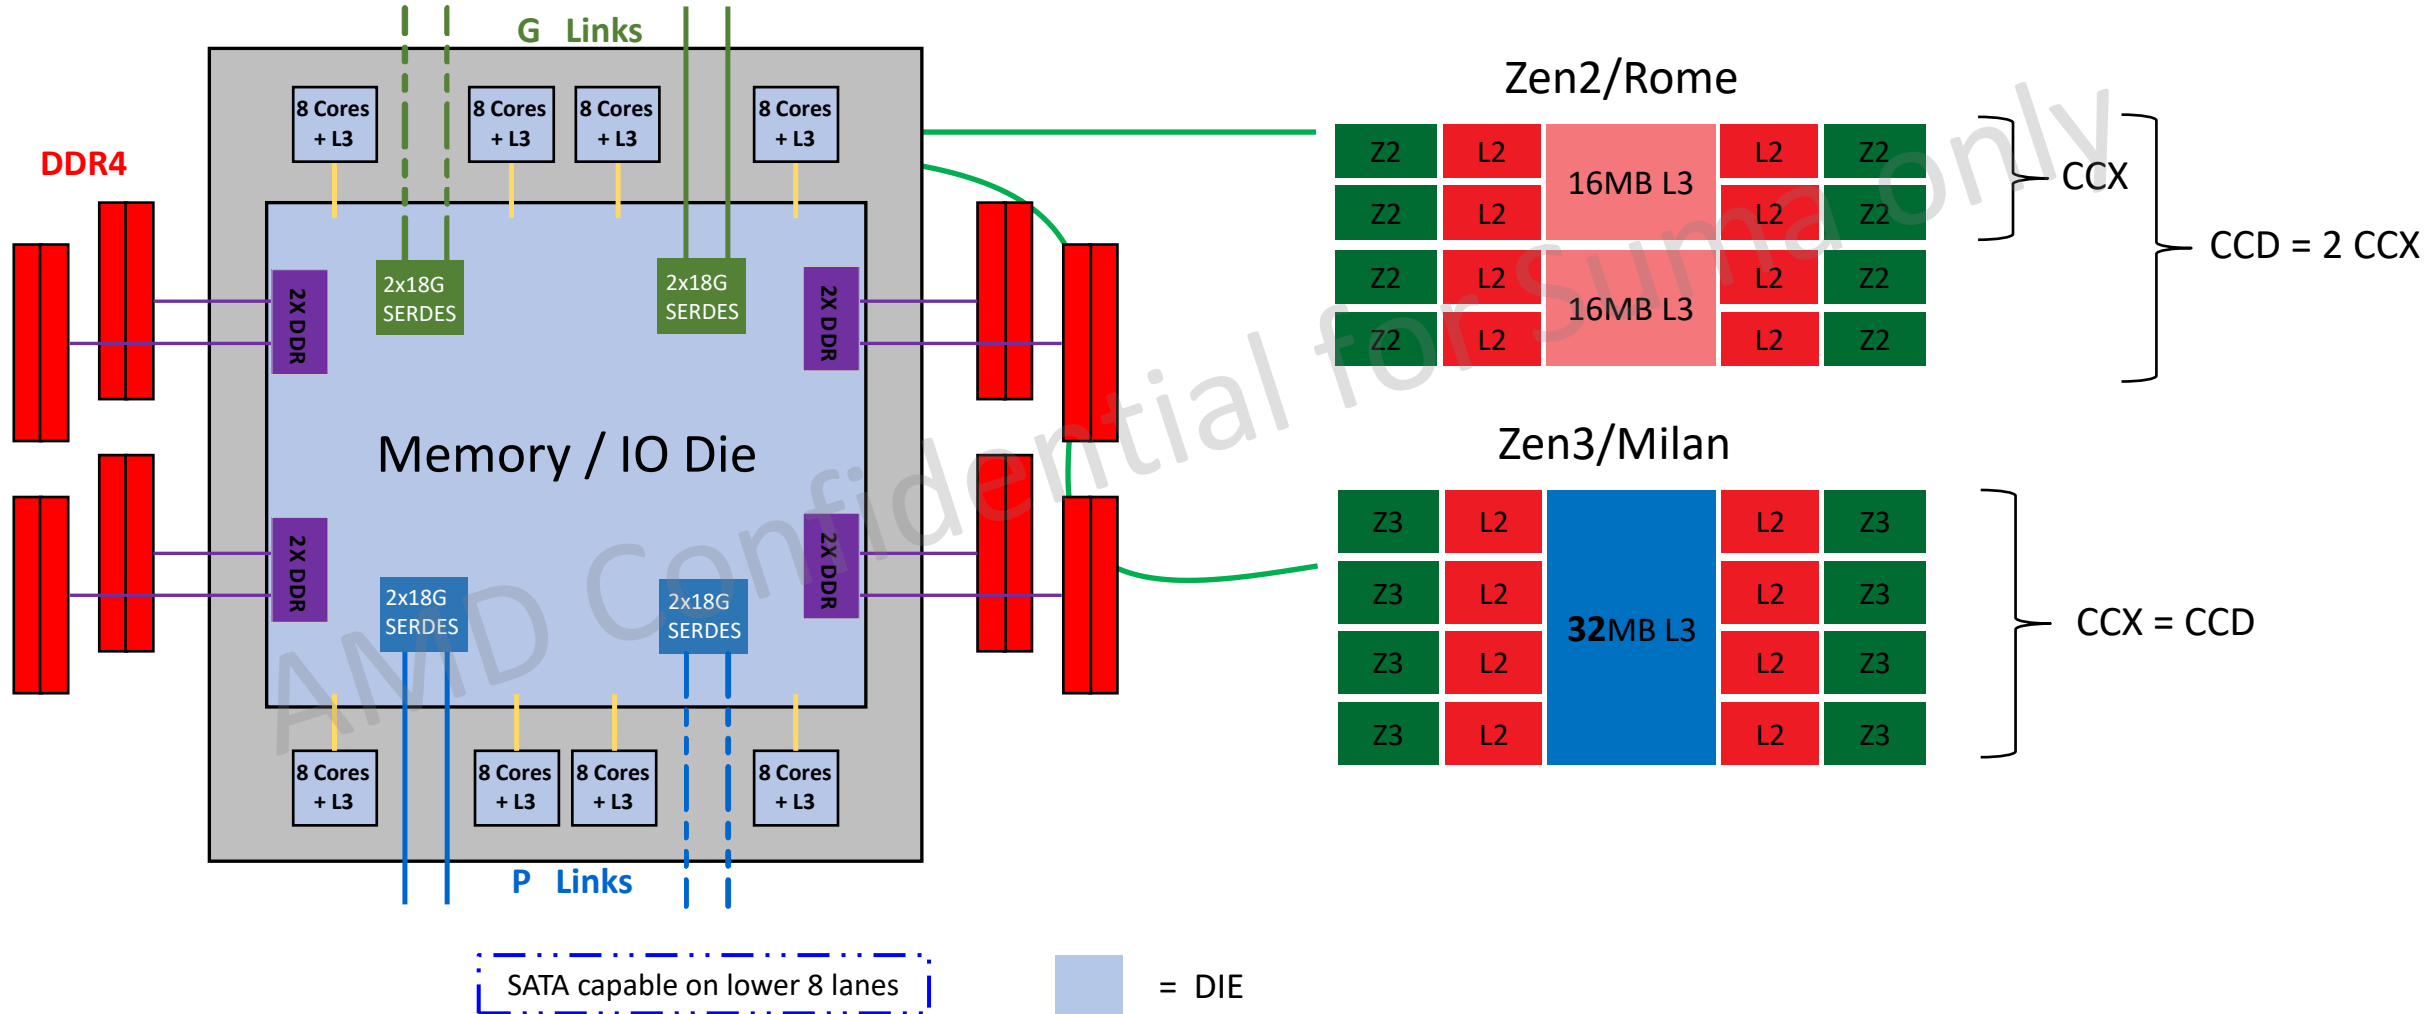 G Links
8 Cores
+ L3
8 Cores
+ L3
8 Cores
+ L3
8 Cores
+ L3
DDR4
2x18G
SERDES
2x18G
SERDES
2X DDR
2X DDR
Memory / IO Die
2X DDR
2X DDR
2x18G
SERDES
2x18G
SERDES
8 Cores
+ L3
8 Cores
+ L3
8 Cores
+ L3
8 Cores
+ L3
P Links
SATA capable on lower 8 lanes
= DIE
Zen2/Rome
Z2 L2 16MB L3 L2 Z2
Z2 L2 L2 Z2
Z2 L2 16MB L3 L2 Z2
Z2 L2 L2 Z2
CCX
CCD = 2 CCX
Zen3/Milan
Z3 L2 L2 Z3
Z3 L2 32MB L3 L2 Z3
Z3 L2 L2 Z3
Z3 L2 L2 Z3
CCX = CCD
AMD Confidential for Suma only